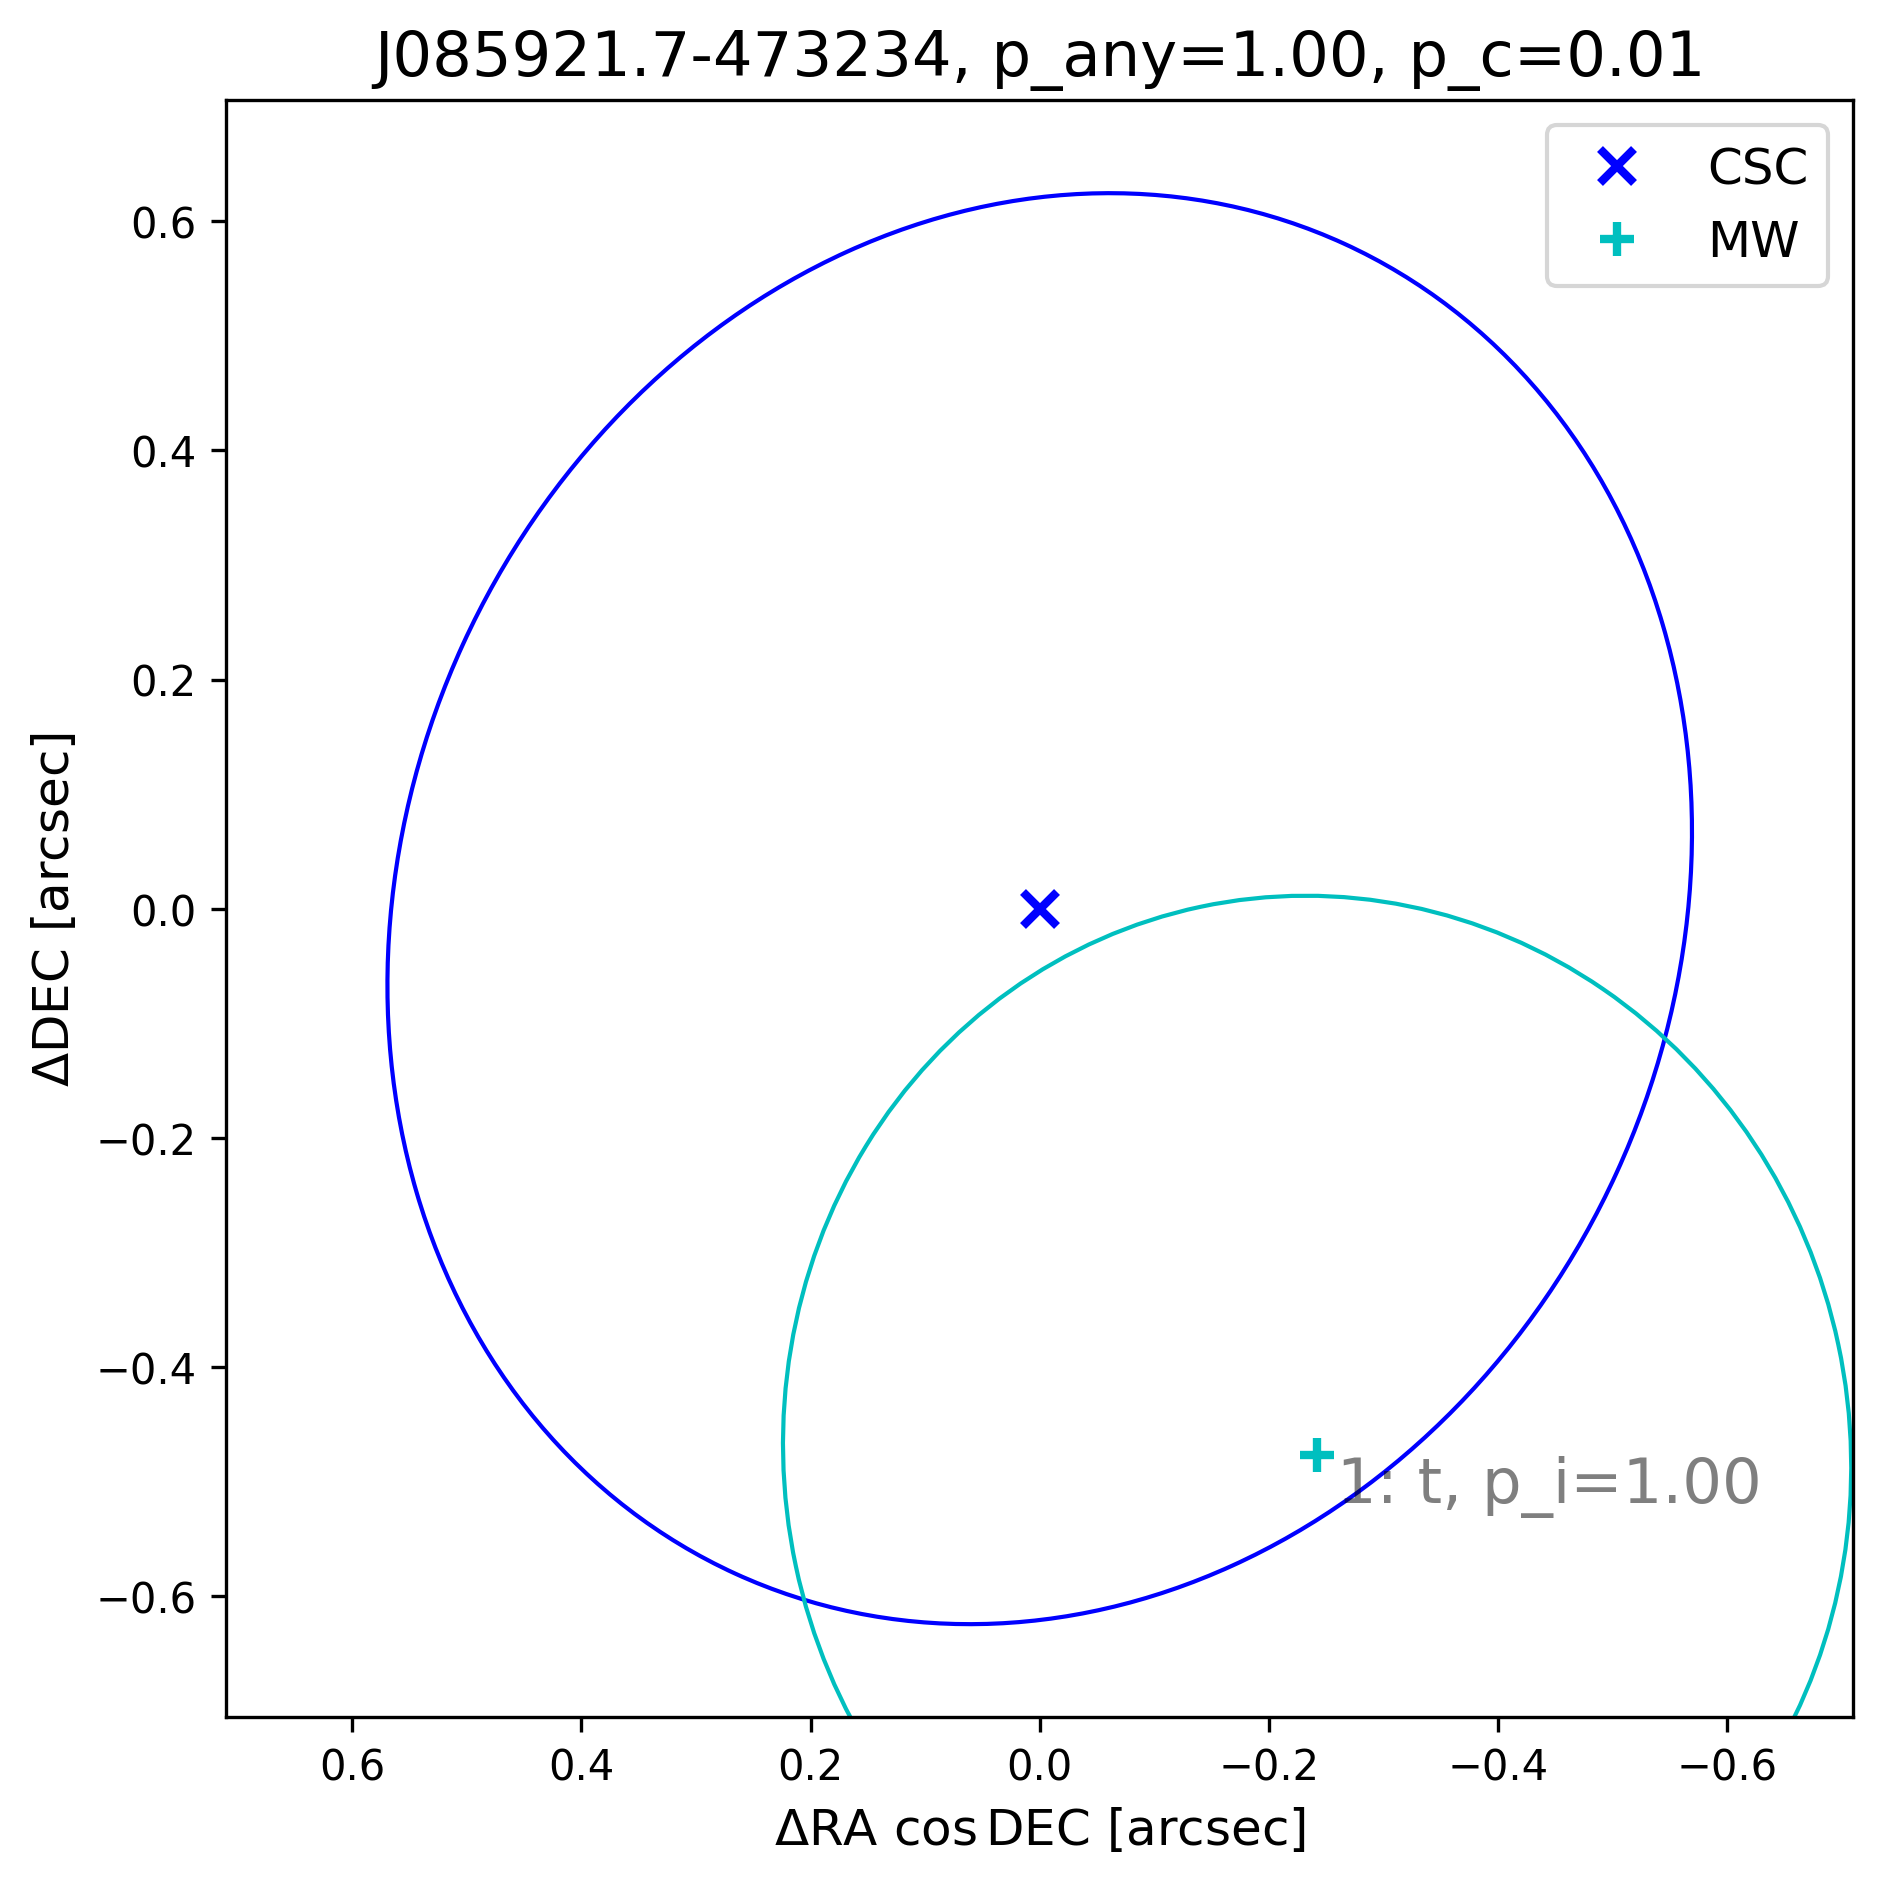 J085921.7-473234, p_any=1.00, p_c=0.01
CSC
MW
0.6
0.4
0.2
0.0
−0.2
−0.4
−0.6
ΔDEC [arcsec]
1: t, p_i=1.00
0.6 0.4 0.2 0.0 −0.2 −0.4 −0.6
ΔRA cos DEC [arcsec]